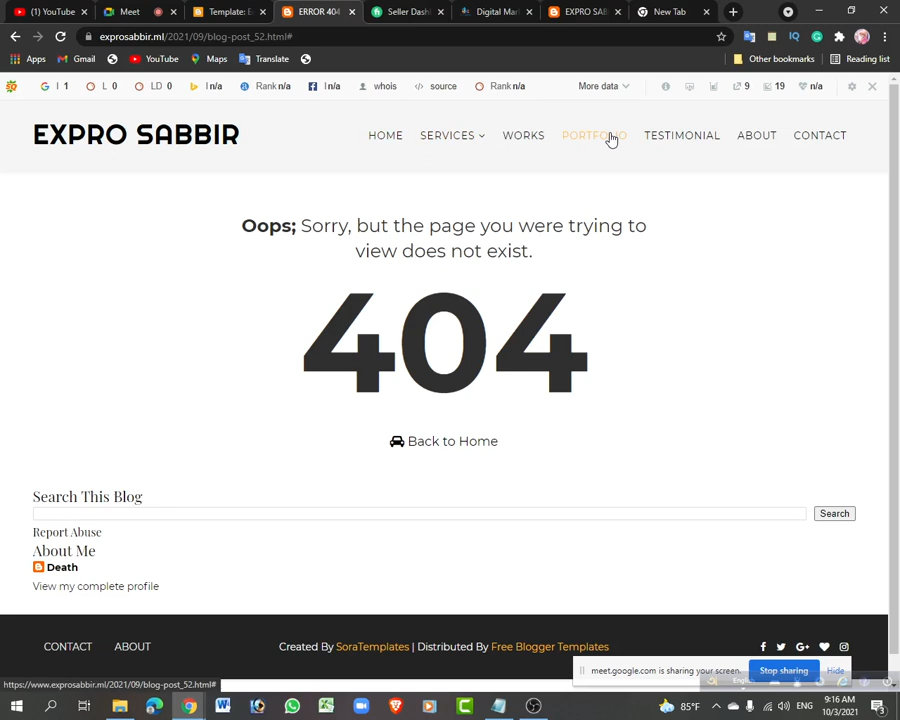 (1) YouTube
Meet
Template: E
ERROR 404
Seller Dash
Digital Mar
EXPRO SAB
New Tab
exprosabbir.ml/2021/09/blog-post_52.html#
Apps
Gmail
YouTube
Maps
Translate
Other bookmarks
Reading list
I 1
L 0
LD 0
I n/a
Rank n/a
I n/a
whois
source
Rank n/a
More data
9
19
n/a
EXPRO SABBIR
HOME
SERVICES
WORKS
PORTFOLIO
TESTIMONIAL
ABOUT
CONTACT
Oops; Sorry, but the page you were trying to
view does not exist.
404
Back to Home
Search This Blog
Search
Report Abuse
About Me
Death
View my complete profile
CONTACT
ABOUT
Created By SoraTemplates | Distributed By Free Blogger Templates
meet.google.com is sharing your screen.
Stop sharing
Hide
https://www.exprosabbir.ml/2021/09/blog-post_52.html#
85°F
ENG
9:16 AM
10/3/2021
3